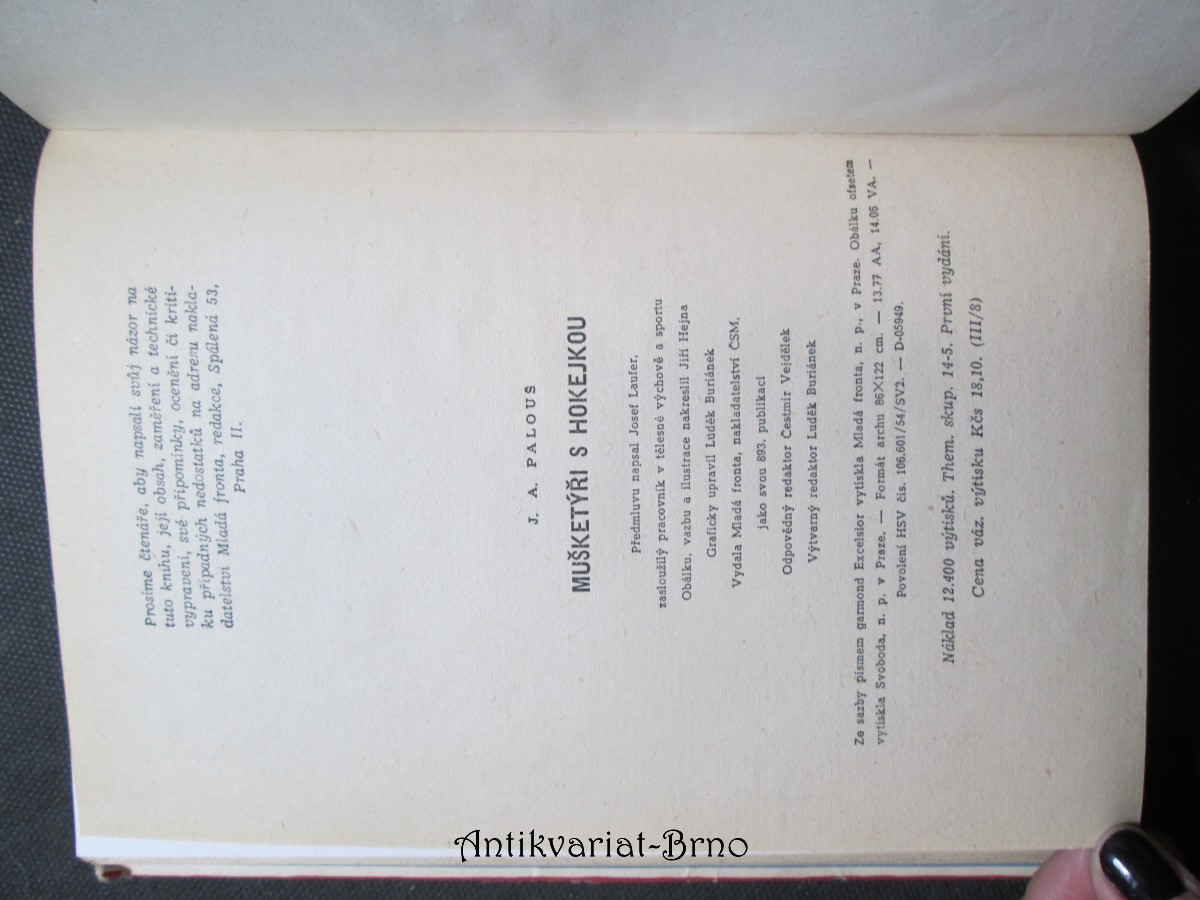 Prosíme čtenáře, aby napsali svůj názor na
tuto knihu, její obsah, zaměření a technické
vypravení, své připomínky, ocenění či kriti-
ku případných nedostatků na adresu nakla-
datelství Mladá fronta, redakce, Spálená 53,
Praha II.
J. A. PALOUS
MUŠKETÝŘI S HOKEJKOU
Předmluvu napsal Josef Laufer,
zasloužilý pracovník v tělesné výchově a sportu
Obálku, vazbu a ilustrace nakreslil Jiří Hejna
Graficky upravil Luděk Buriánek
Vydala Mladá fronta, nakladatelství ČSM,
jako svou 893. publikaci
Odpovědný redaktor Čestmír Vejdělek
Výtvarný redaktor Luděk Buriánek
Ze sazby písmem garmond Excelsior vytiskla Mladá fronta, n. p., v Praze. Obálku ofsetem
vytiskla Svoboda, n. p. v Praze. — Formát archu 86×122 cm. — 13.77 AA, 14.06 VA. —
Povolení HSV čís. 106.601/54/SV2. — D-05949.
Náklad 12.400 výtisků. Them. skup. 14-5. První vydání.
Cena váz. výtisku Kčs 18,10. (III/8)
Antikvariat-Brno